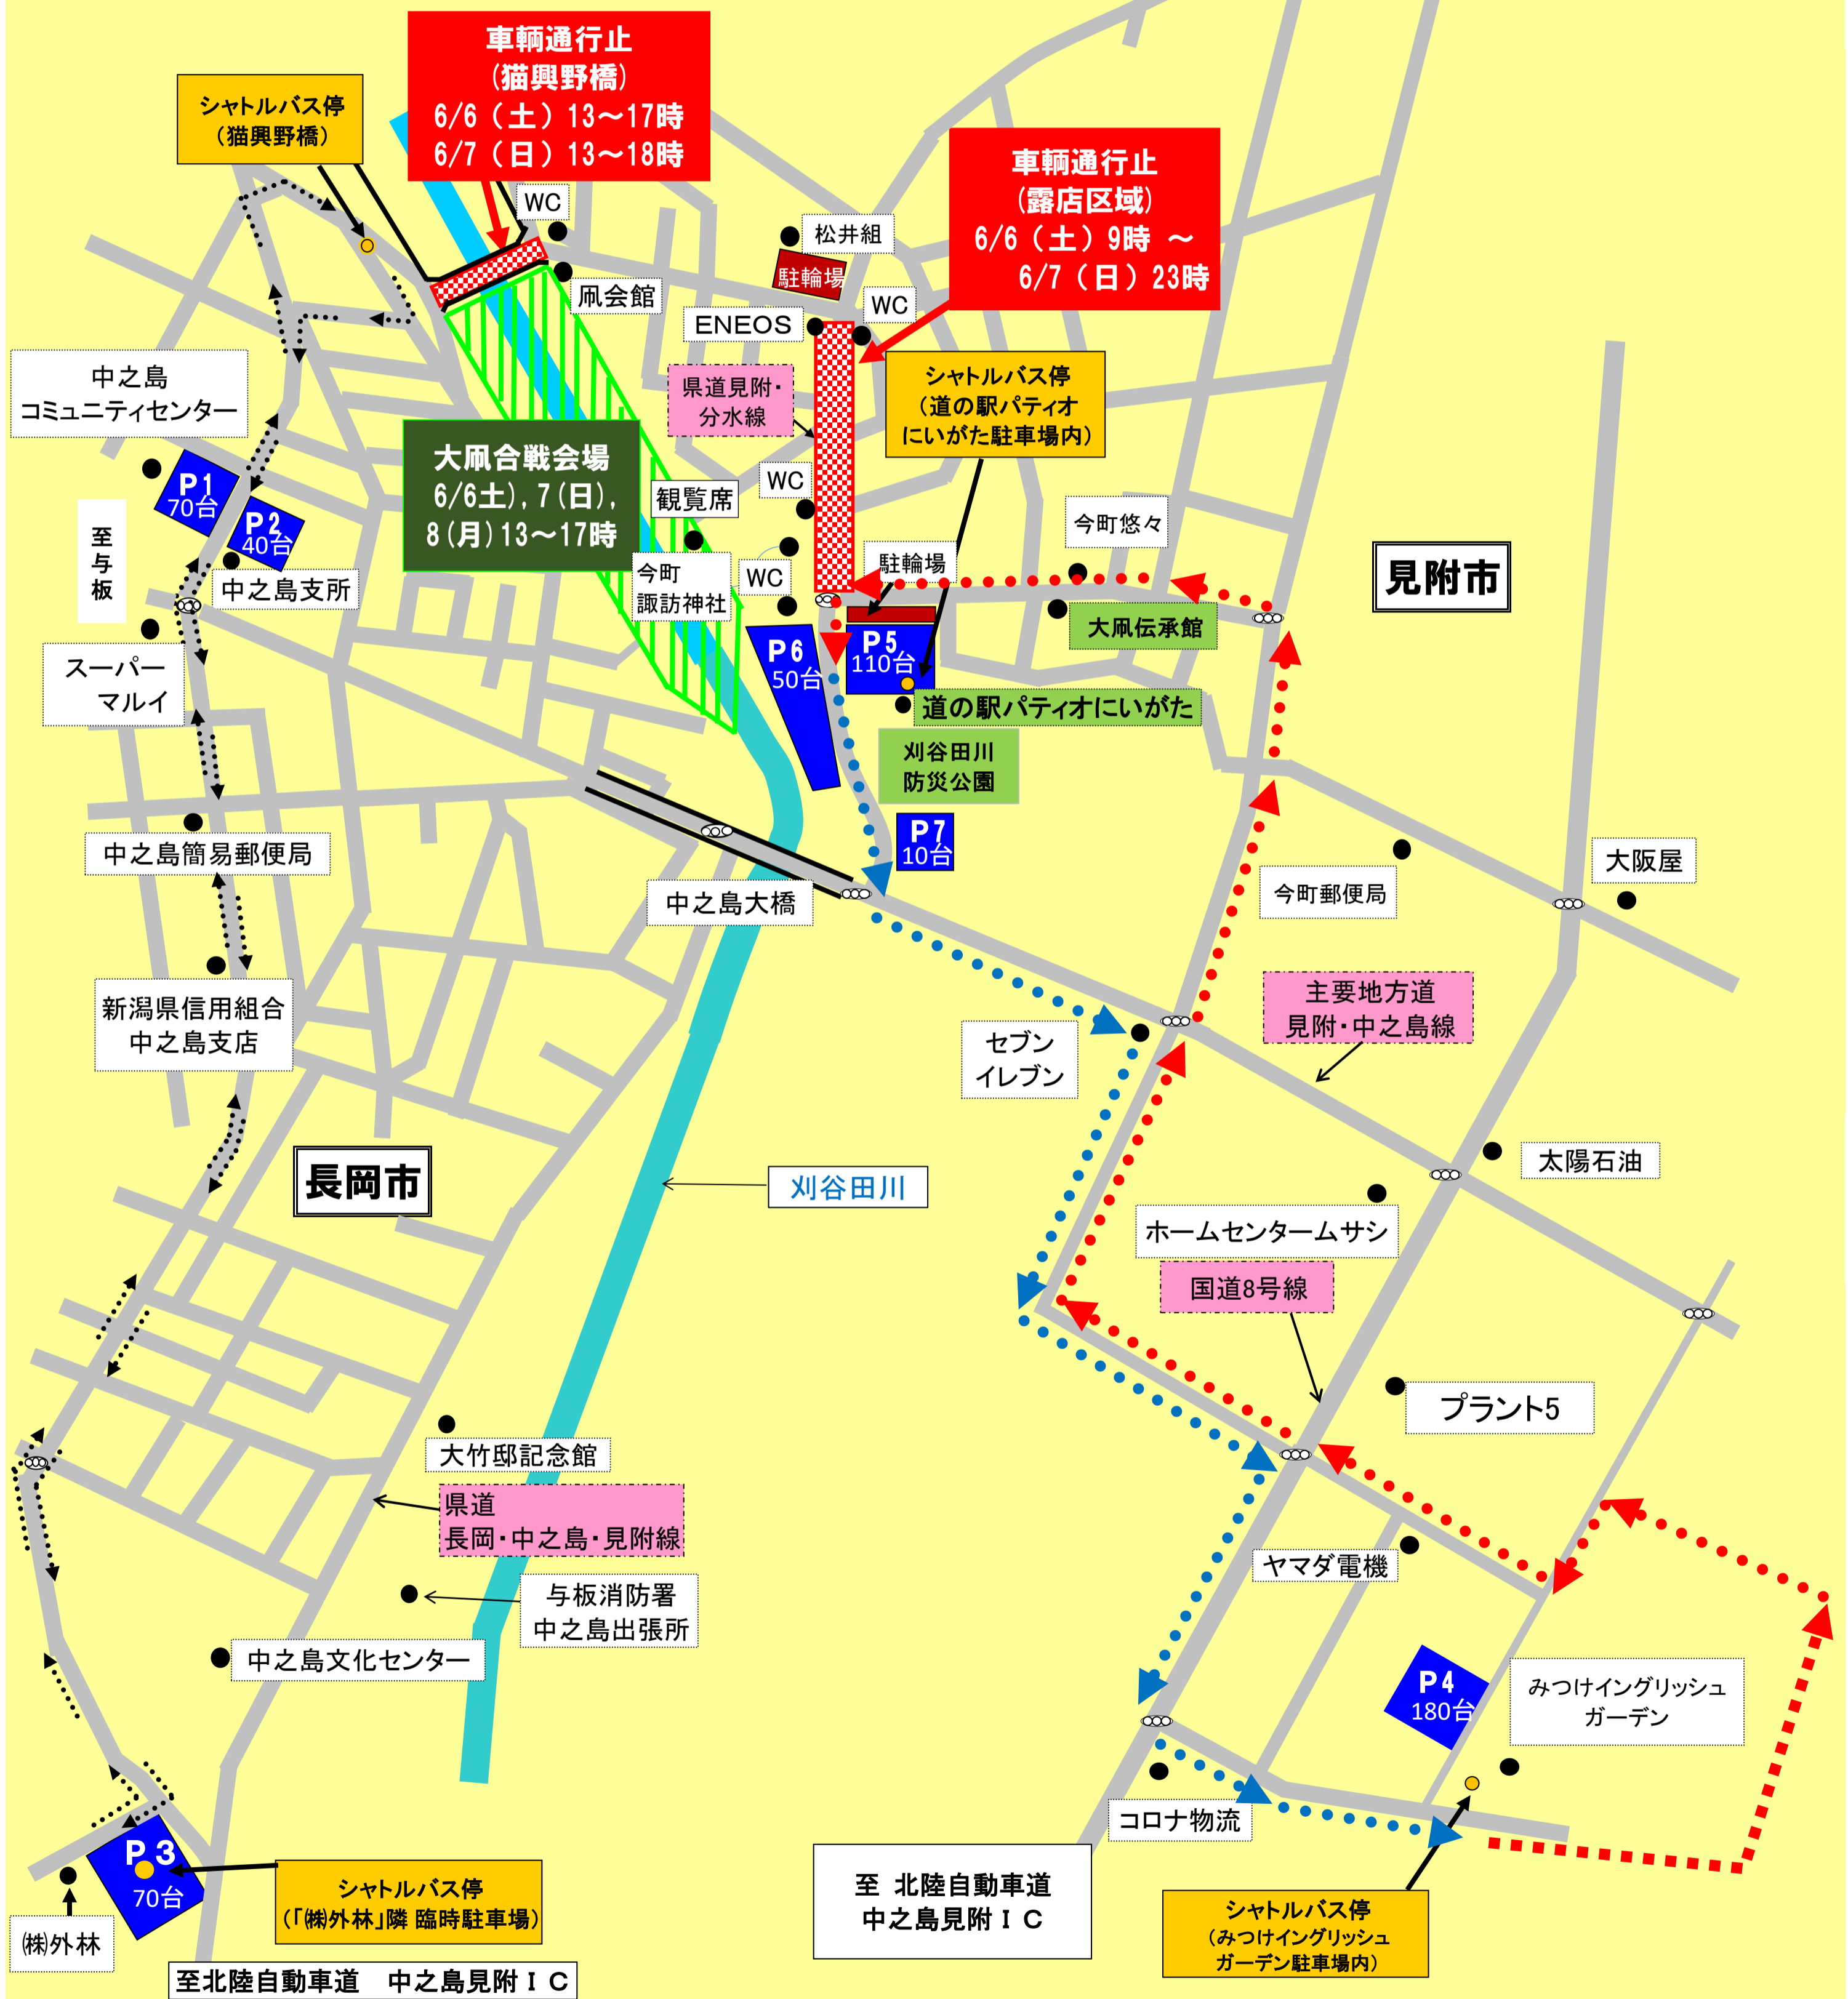 車輌通行止
(猫興野橋)
6/6（土）13～17時
6/7（日）13～18時
シャトルバス停
（猫興野橋）
車輌通行止
(露店区域)
6/6（土）9時 ～
6/7（日）23時
WC
松井組
駐輪場
凧会館
WC
ENEOS
県道見附・
分水線
シャトルバス停
（道の駅パティオ
にいがた駐車場内）
中之島
コミュニティセンター
大凧合戦会場
6/6土），7(日)，
8(月)13～17時
P1
70台
P2
40台
観覧席
WC
今町悠々
至与板
中之島支所
今町
諏訪神社
WC
駐輪場
見附市
大凧伝承館
スーパー
マルイ
P6
50台
P5
110台
道の駅パティオにいがた
刈谷田川
防災公園
P7
10台
中之島簡易郵便局
中之島大橋
今町郵便局
大阪屋
新潟県信用組合
中之島支店
セブン
イレブン
主要地方道
見附・中之島線
長岡市
刈谷田川
太陽石油
ホームセンタームサシ
国道8号線
プラント5
大竹邸記念館
県道
長岡・中之島・見附線
ヤマダ電機
与板消防署
中之島出張所
中之島文化センター
P4
180台
みつけイングリッシュ
ガーデン
コロナ物流
P3
70台
シャトルバス停
（「㈱外林」隣 臨時駐車場）
㈱外林
至 北陸自動車道
中之島見附ＩＣ
シャトルバス停
（みつけイングリッシュ
ガーデン駐車場内）
至北陸自動車道　中之島見附ＩＣ